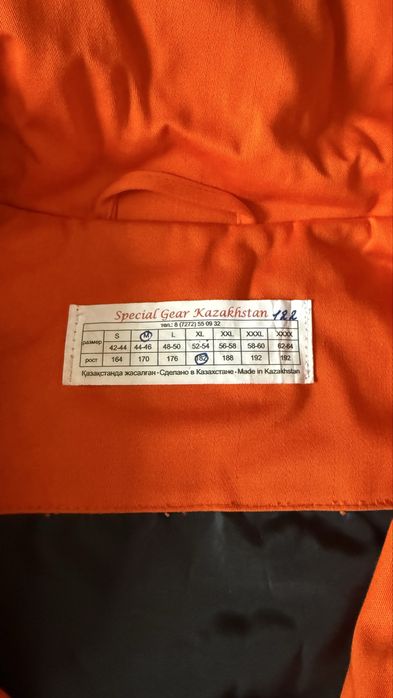 Special Gear Kazakhstan 122
тел.: 8 (7272) 55 09 32
размер S M L XL XXL XXXL XXXX
42-44 44-46 48-50 52-54 56-58 58-60 62-64
рост 164 170 176 182 188 192 192
Қазақстанда жасалған - Сделано в Казахстане - Made in Kazakhstan